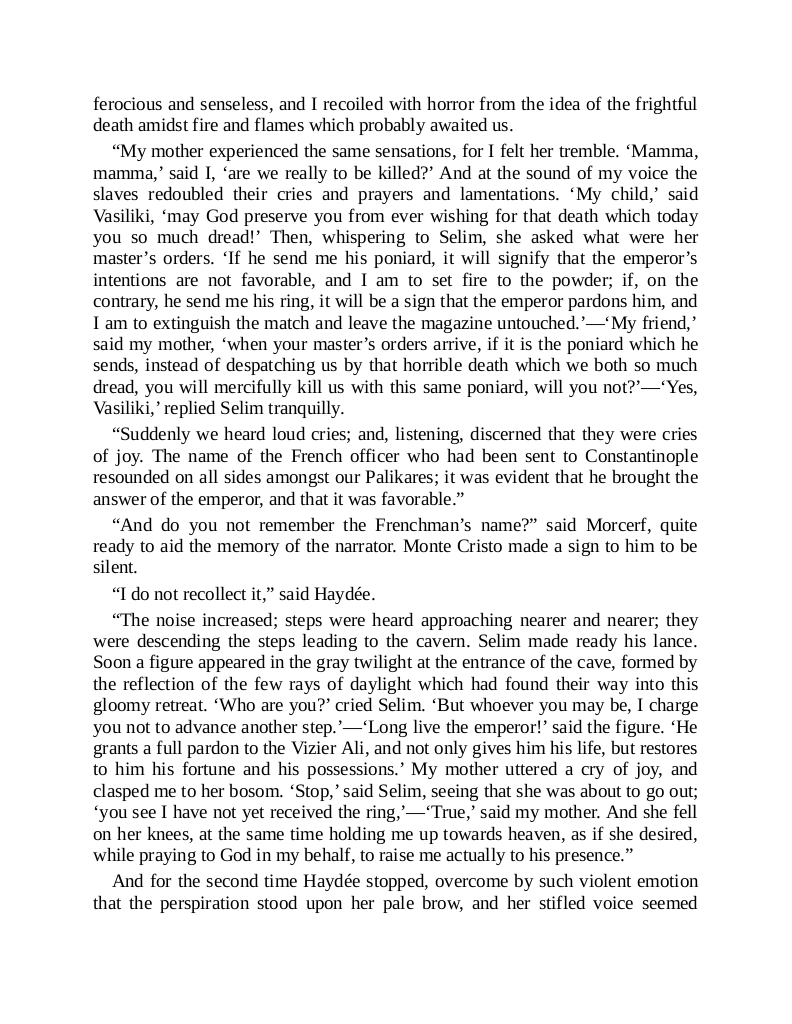 ferocious and senseless, and I recoiled with horror from the idea of the frightful
death amidst fire and flames which probably awaited us.
“My mother experienced the same sensations, for I felt her tremble. ‘Mamma,
mamma,’ said I, ‘are we really to be killed?’ And at the sound of my voice the
slaves redoubled their cries and prayers and lamentations. ‘My child,’ said
Vasiliki, ‘may God preserve you from ever wishing for that death which today
you so much dread!’ Then, whispering to Selim, she asked what were her
master’s orders. ‘If he send me his poniard, it will signify that the emperor’s
intentions are not favorable, and I am to set fire to the powder; if, on the
contrary, he send me his ring, it will be a sign that the emperor pardons him, and
I am to extinguish the match and leave the magazine untouched.’—‘My friend,’
said my mother, ‘when your master’s orders arrive, if it is the poniard which he
sends, instead of despatching us by that horrible death which we both so much
dread, you will mercifully kill us with this same poniard, will you not?’—‘Yes,
Vasiliki,’ replied Selim tranquilly.
“Suddenly we heard loud cries; and, listening, discerned that they were cries
of joy. The name of the French officer who had been sent to Constantinople
resounded on all sides amongst our Palikares; it was evident that he brought the
answer of the emperor, and that it was favorable.”
“And do you not remember the Frenchman’s name?” said Morcerf, quite
ready to aid the memory of the narrator. Monte Cristo made a sign to him to be
silent.
“I do not recollect it,” said Haydée.
“The noise increased; steps were heard approaching nearer and nearer; they
were descending the steps leading to the cavern. Selim made ready his lance.
Soon a figure appeared in the gray twilight at the entrance of the cave, formed by
the reflection of the few rays of daylight which had found their way into this
gloomy retreat. ‘Who are you?’ cried Selim. ‘But whoever you may be, I charge
you not to advance another step.’—‘Long live the emperor!’ said the figure. ‘He
grants a full pardon to the Vizier Ali, and not only gives him his life, but restores
to him his fortune and his possessions.’ My mother uttered a cry of joy, and
clasped me to her bosom. ‘Stop,’ said Selim, seeing that she was about to go out;
‘you see I have not yet received the ring,’—‘True,’ said my mother. And she fell
on her knees, at the same time holding me up towards heaven, as if she desired,
while praying to God in my behalf, to raise me actually to his presence.”
And for the second time Haydée stopped, overcome by such violent emotion
that the perspiration stood upon her pale brow, and her stifled voice seemed